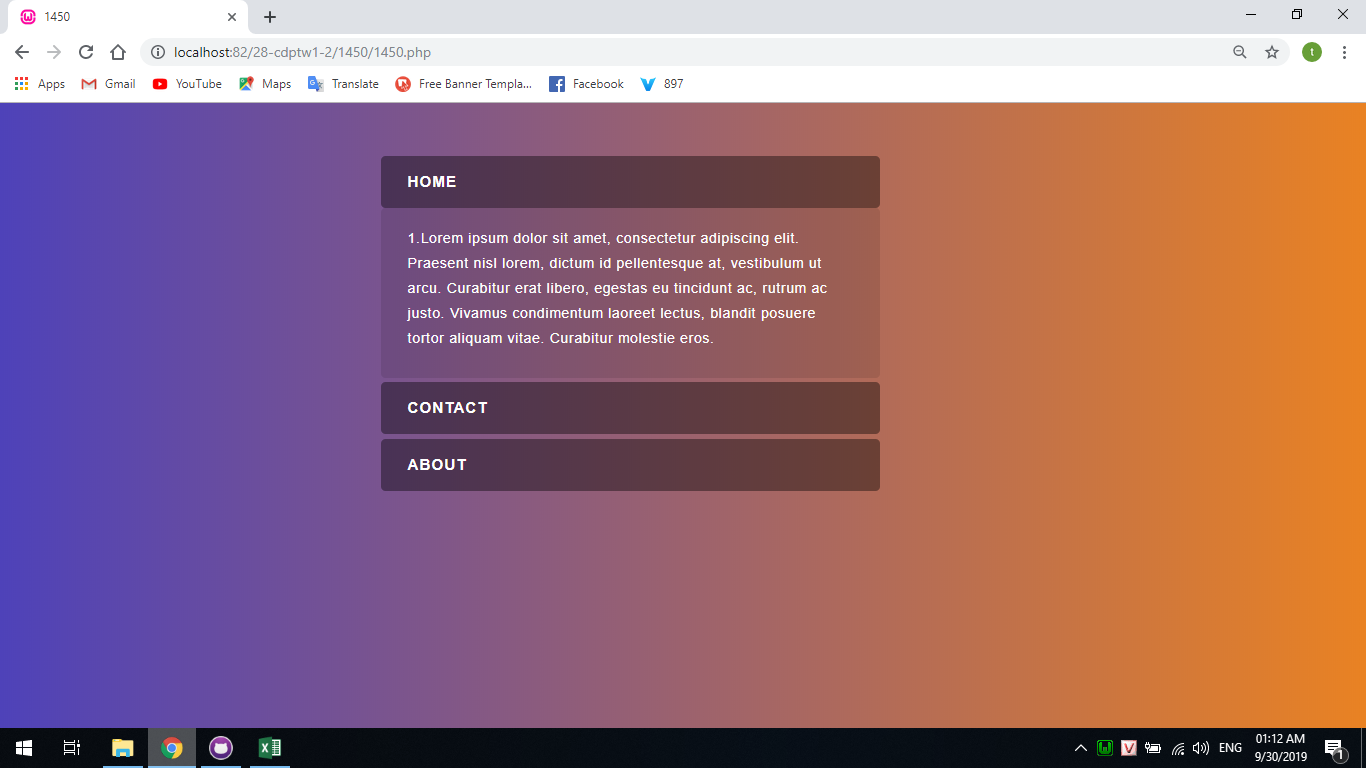 1450
localhost:82/28-cdptw1-2/1450/1450.php
t
Apps Gmail YouTube Maps Translate Free Banner Templa... Facebook 897
HOME
1.Lorem ipsum dolor sit amet, consectetur adipiscing elit.
Praesent nisl lorem, dictum id pellentesque at, vestibulum ut
arcu. Curabitur erat libero, egestas eu tincidunt ac, rutrum ac
justo. Vivamus condimentum laoreet lectus, blandit posuere
tortor aliquam vitae. Curabitur molestie eros.
CONTACT
ABOUT
ENG
01:12 AM
9/30/2019
1